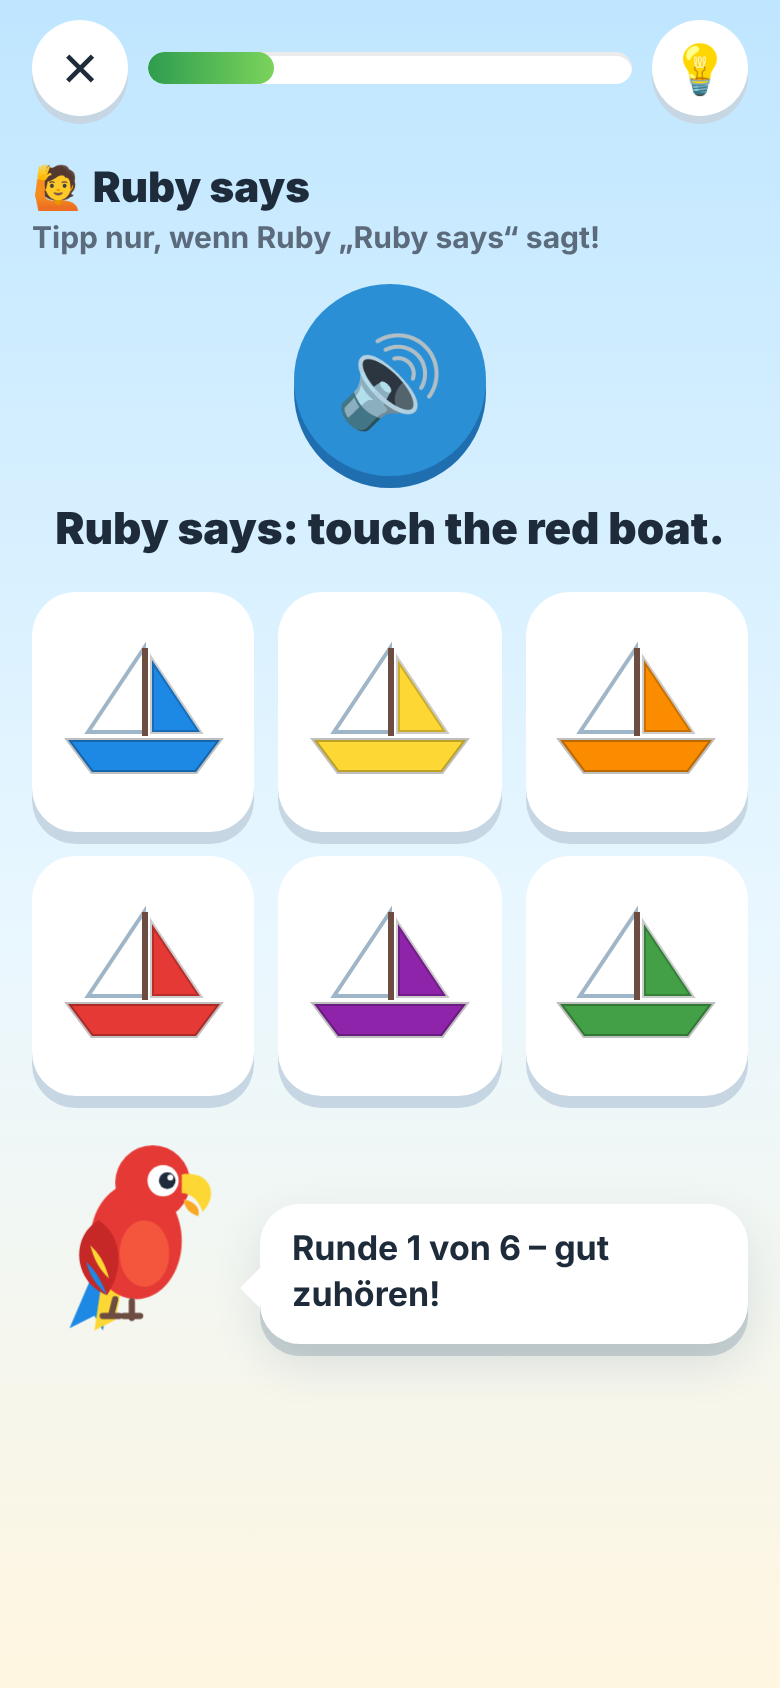 Ruby says
Tipp nur, wenn Ruby „Ruby says“ sagt!
Ruby says: touch the red boat.
Runde 1 von 6 – gut
zuhören!